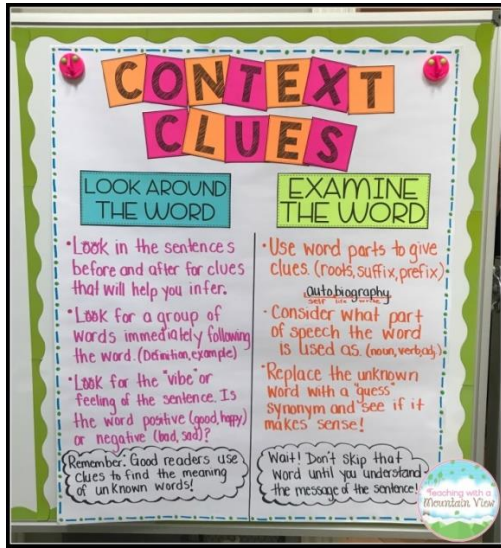 CONTEXT
CLUES
LOOK AROUND
THE WORD
•Look in the sentences
before and after for clues
that will help you infer.
•Look for a group of
words immediately following
the word. (Definition, example)
•Look for the "vibe" or
feeling of the sentence. Is
the word positive (good, happy)
or negative (bad, sad)?
Remember: Good readers use
clues to find the meaning
of unknown words!
EXAMINE
THE WORD
•Use word parts to give
clues. (roots, suffix, prefix)
autobiography
self life write
•Consider what part
of speech the word
is used as. (noun, verb, adj.)
•Replace the unknown
word with a "guess"
synonym and see if it
makes sense!
Wait! Don't skip that
word until you understand
the message of the sentence!
Teaching with a
Mountain View